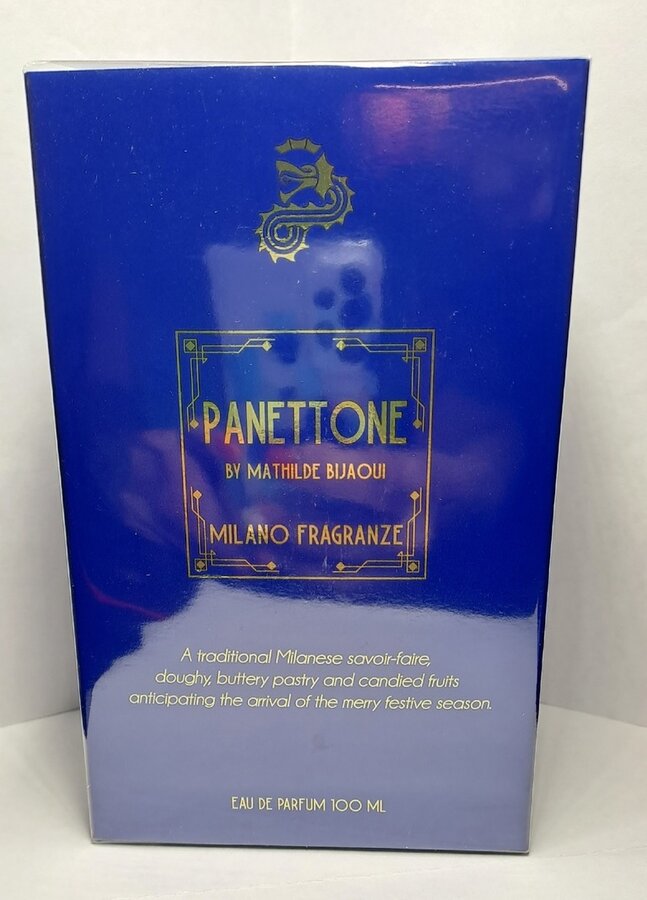 PANETTONE
BY MATHILDE BIJAOUI
MILANO FRAGRANZE
A traditional Milanese savoir-faire,
doughy, buttery pastry and candied fruits
anticipating the arrival of the merry festive season.
EAU DE PARFUM 100 ML